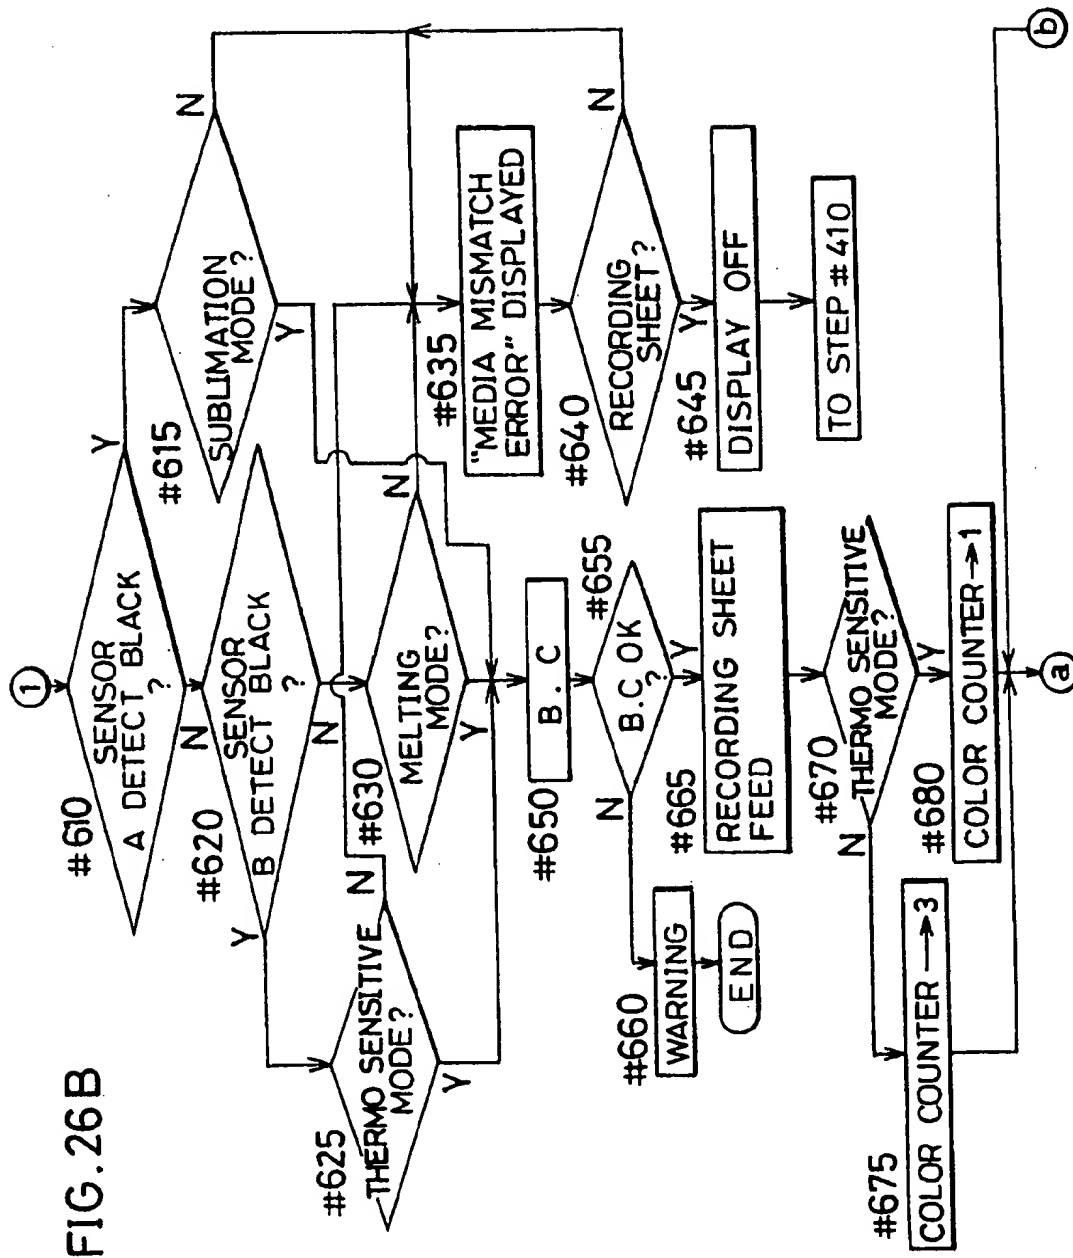 FIG.26B
1
#610
SENSOR
A DETECT BLACK
?
Y
N
#615
SUBLIMATION
MODE?
N
Y
#620
SENSOR
B DETECT BLACK
?
Y
N
#625
THERMO SENSITIVE
MODE?
N
Y
#630
MELTING
MODE?
N
Y
#635
"MEDIA MISMATCH
ERROR" DISPLAYED
#640
RECORDING
SHEET?
N
Y
#645
DISPLAY OFF
TO STEP #410
#650
B. C
#655
B.C OK
?
N
Y
#660
WARNING
END
#665
RECORDING SHEET
FEED
#670
THERMO SENSITIVE
MODE?
N
Y
#675
COLOR COUNTER→3
#680
COLOR COUNTER→1
a
b